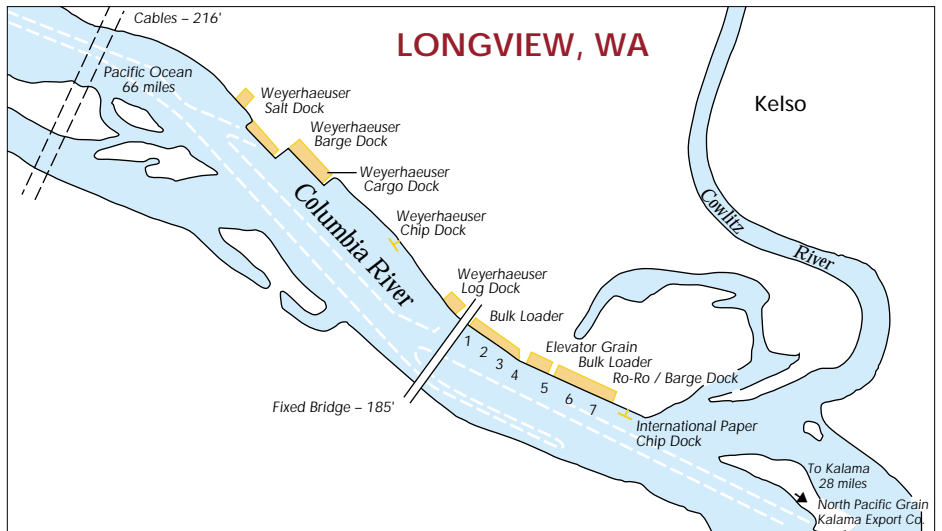 Cables – 216'
LONGVIEW, WA
Pacific Ocean
66 miles
Weyerhaeuser
Salt Dock
Weyerhaeuser
Barge Dock
Weyerhaeuser
Cargo Dock
Kelso
Cowlitz
River
Columbia River
Weyerhaeuser
Chip Dock
Weyerhaeuser
Log Dock
Bulk Loader
1
2
3
4
5
6
7
Elevator Grain
Bulk Loader
Ro-Ro / Barge Dock
Fixed Bridge – 185'
International Paper
Chip Dock
To Kalama
28 miles
North Pacific Grain
Kalama Export Co.